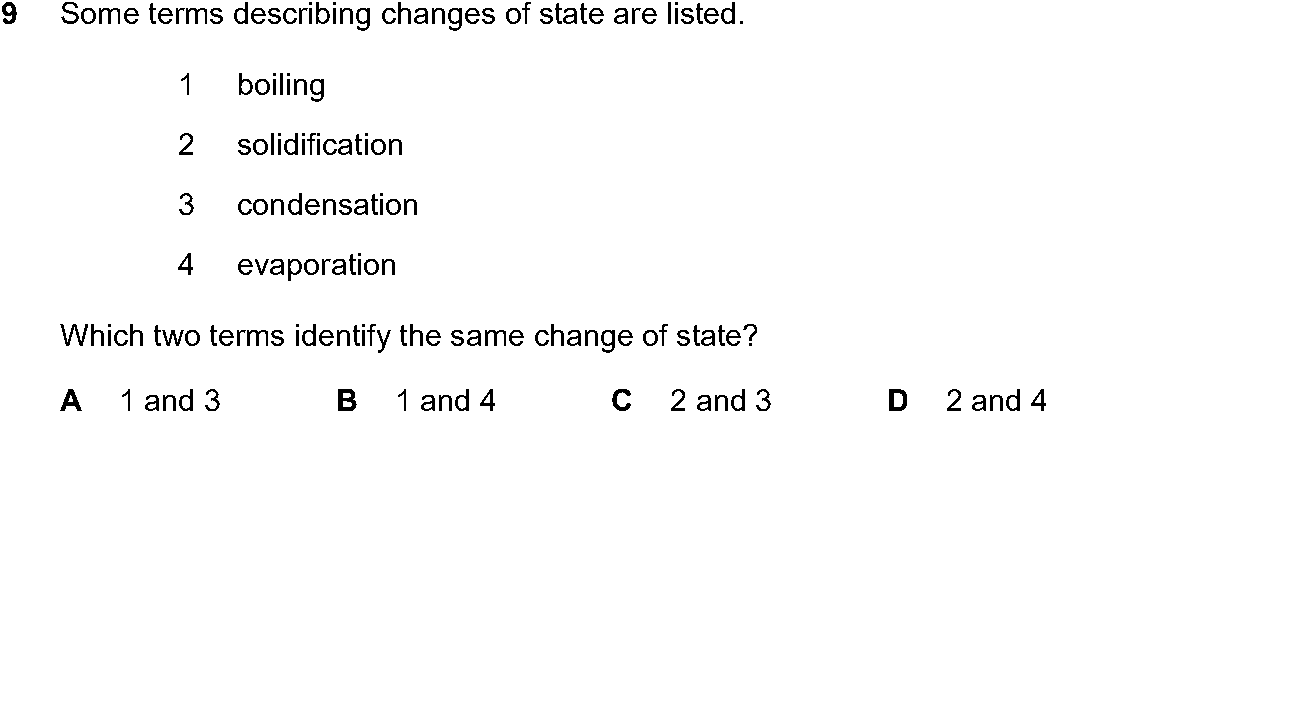 9 Some terms describing changes of state are listed.
1 boiling
2 solidification
3 condensation
4 evaporation
Which two terms identify the same change of state?
A 1 and 3 B 1 and 4 C 2 and 3 D 2 and 4